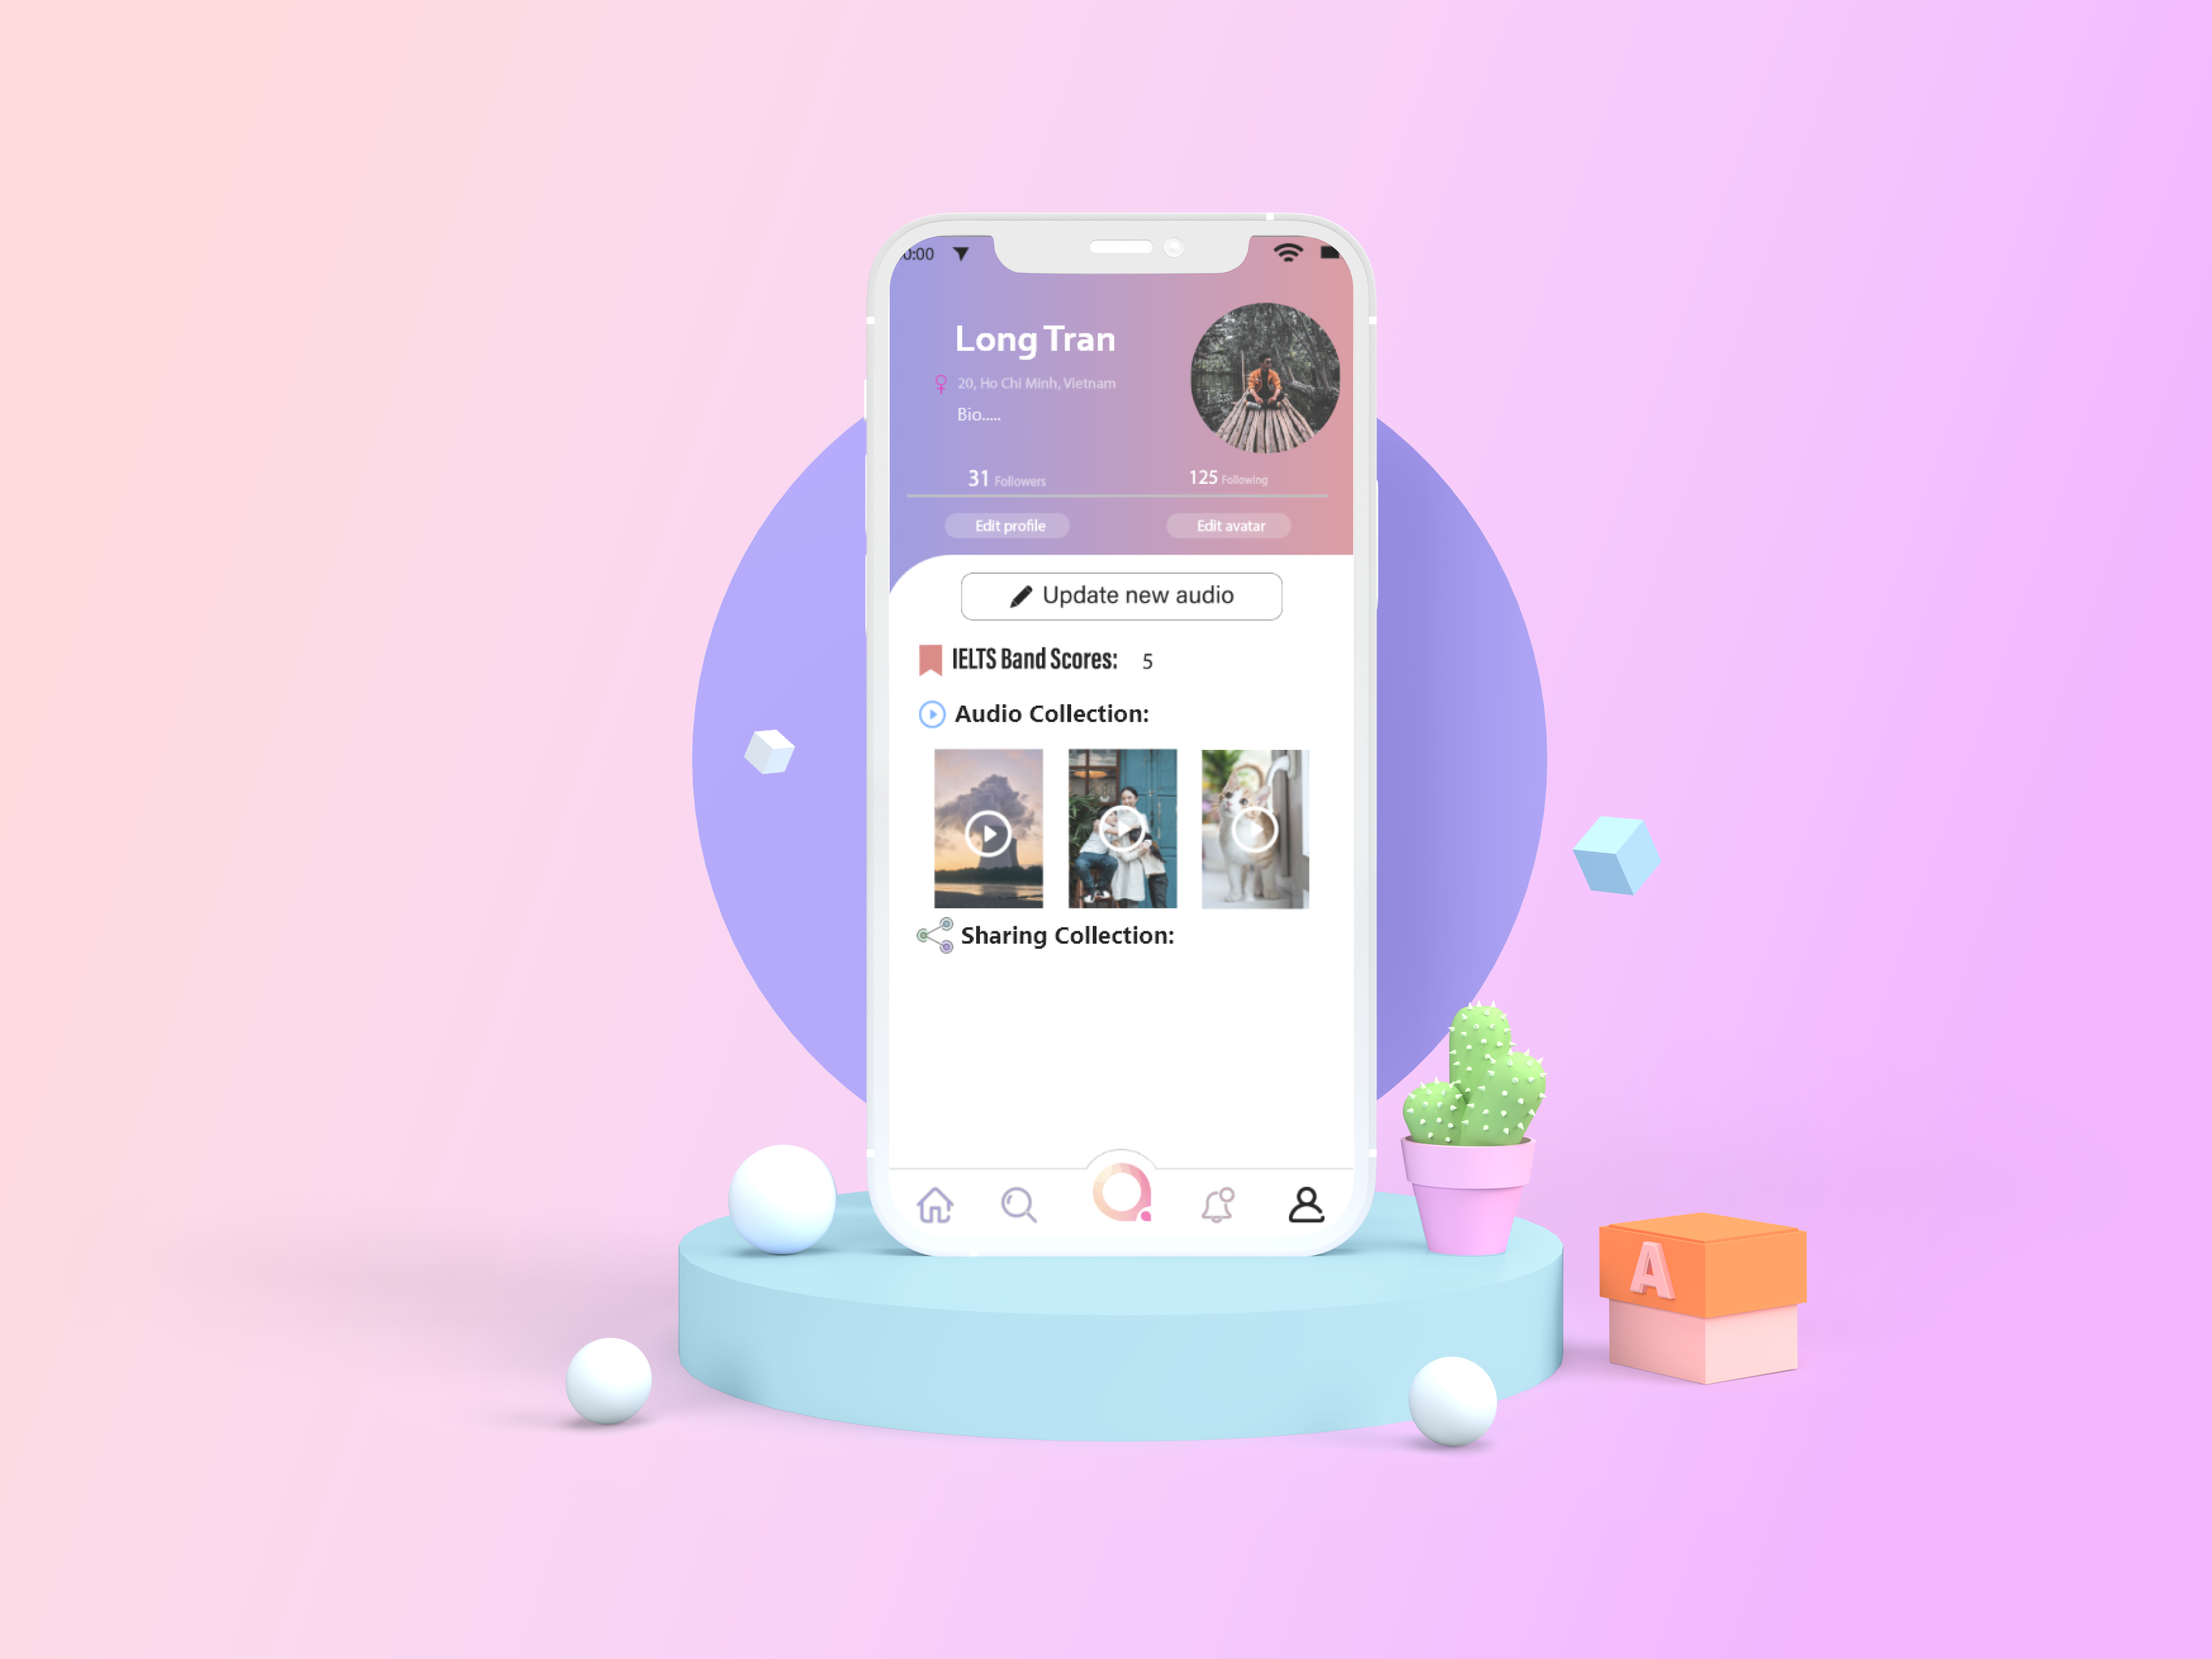 0:00
Long Tran
20, Ho Chi Minh, Vietnam
Bio.....
31 Followers
125 Following
Edit profile
Edit avatar
Update new audio
IELTS Band Scores: 5
Audio Collection:
Sharing Collection:
A